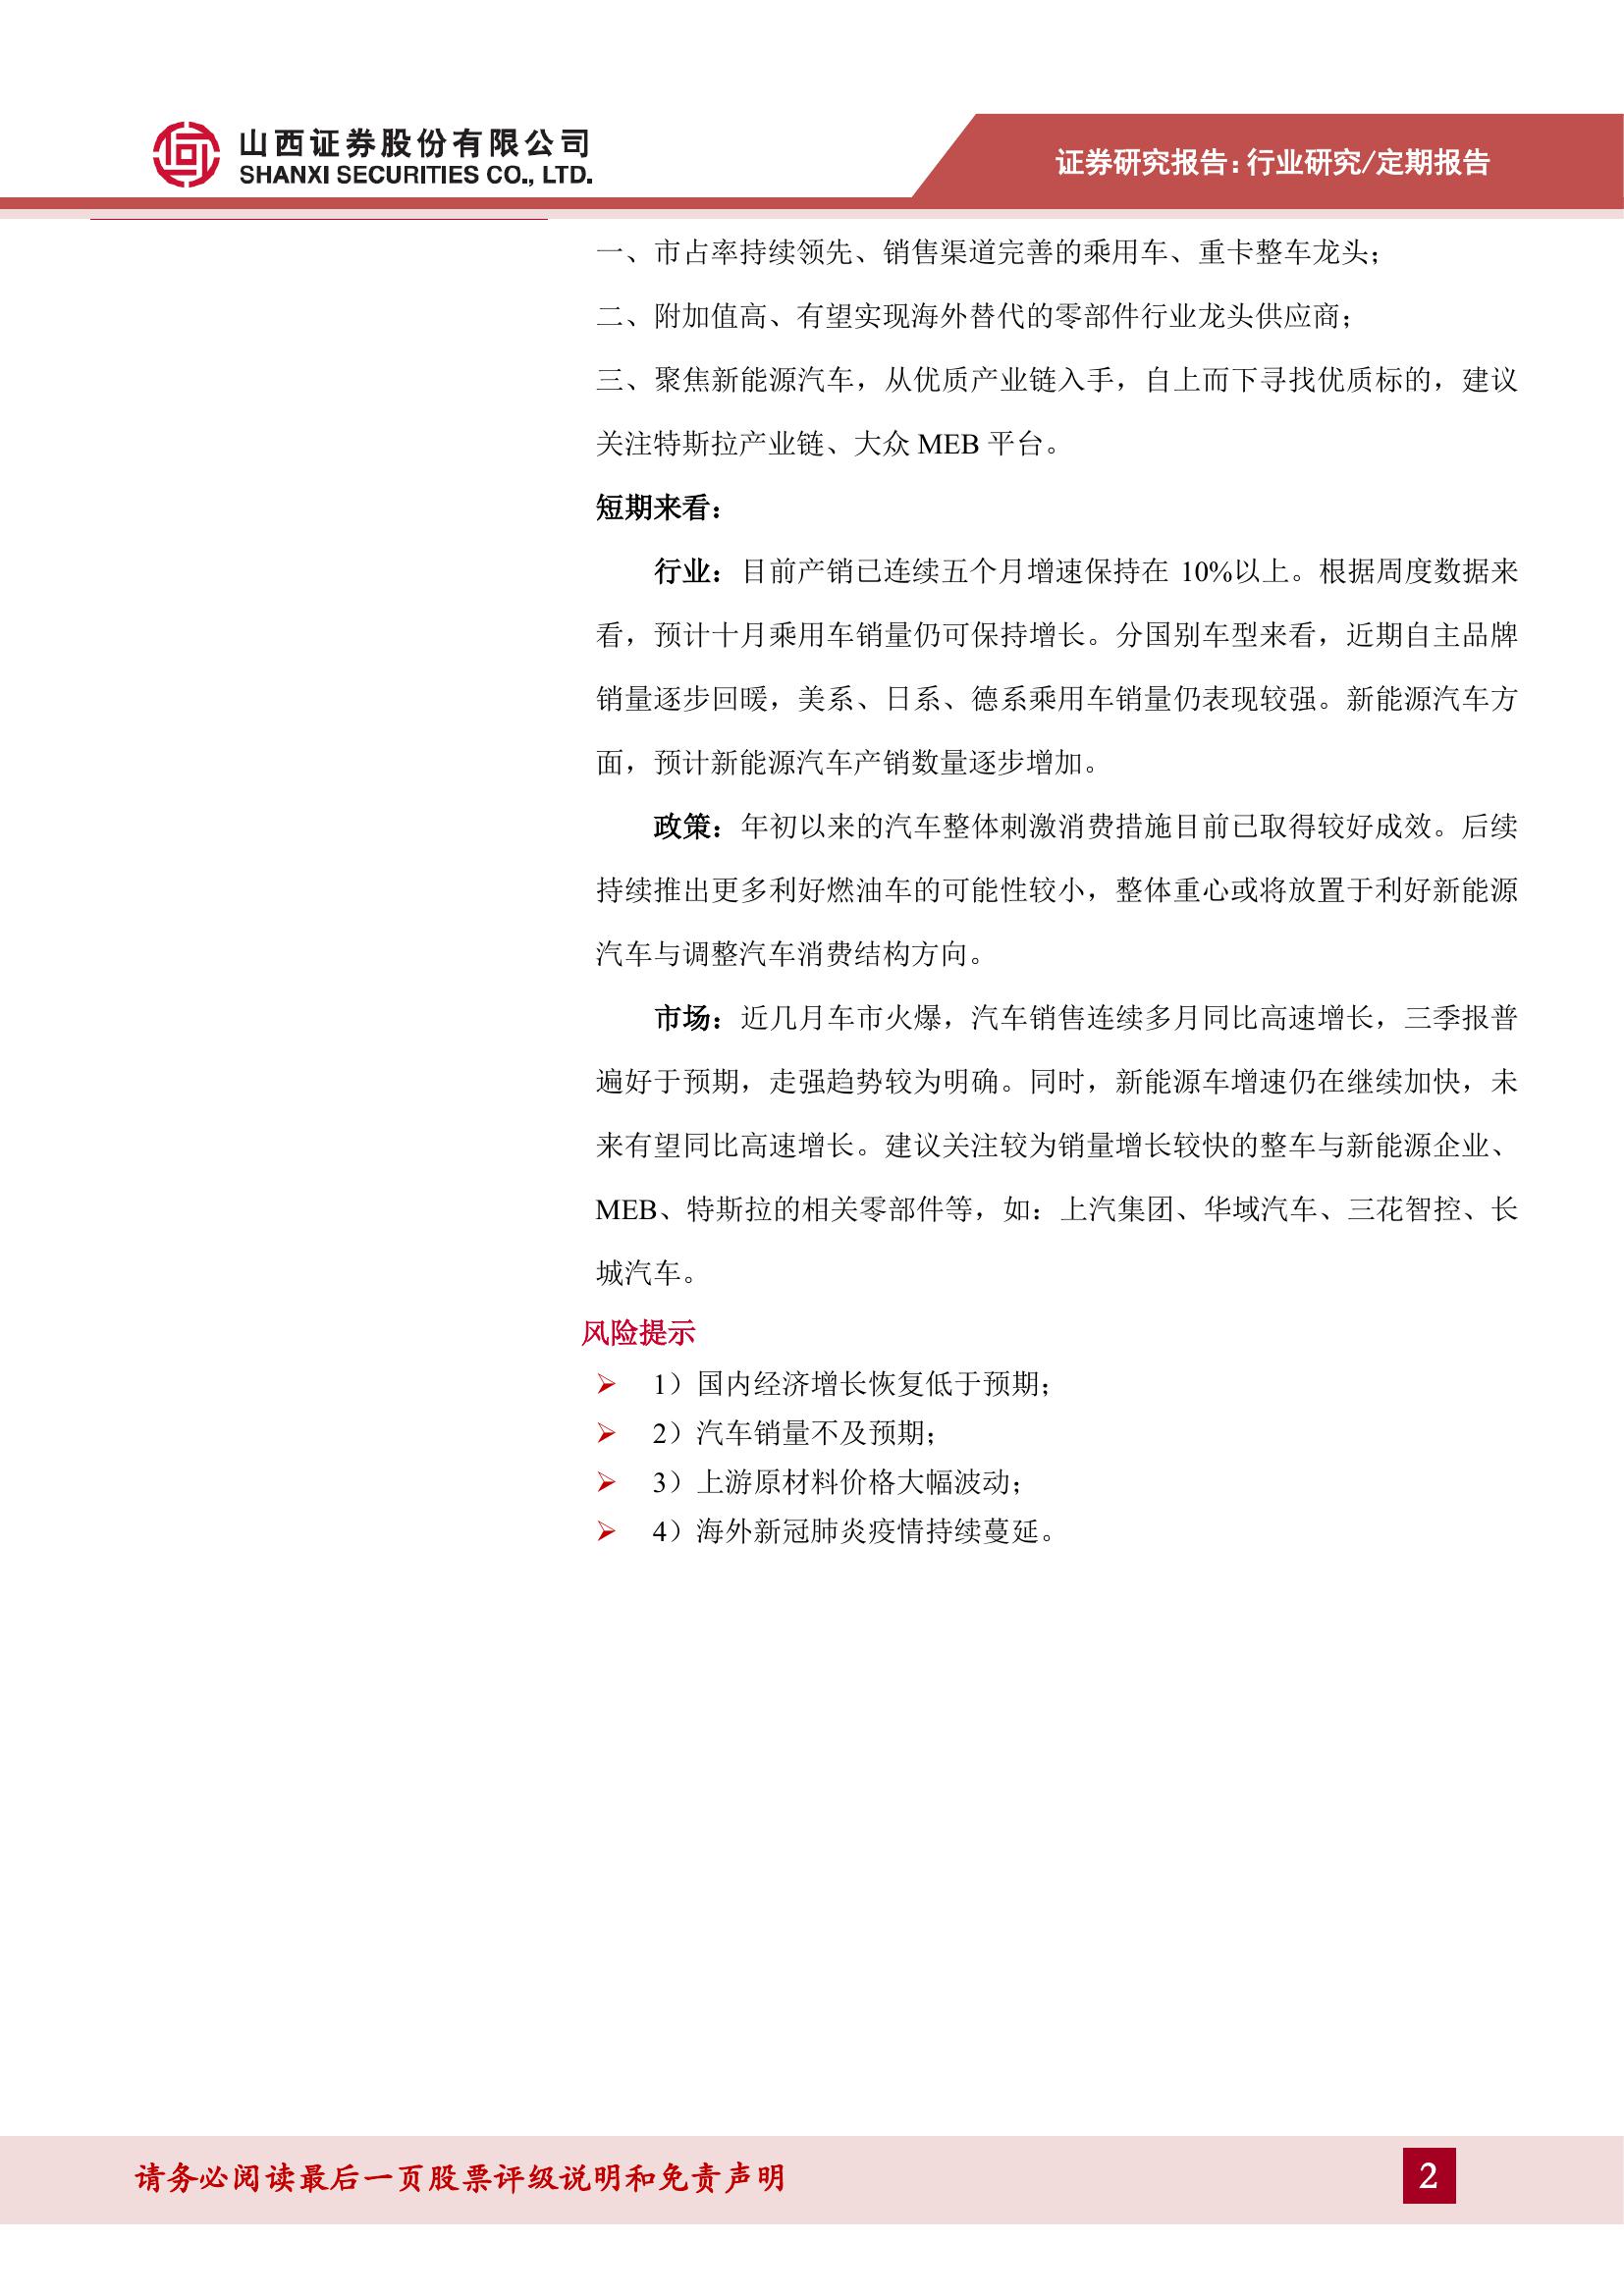 山西证券股份有限公司
SHANXI SECURITIES CO., LTD.
证券研究报告：行业研究/定期报告
一、市占率持续领先、销售渠道完善的乘用车、重卡整车龙头；
二、附加值高、有望实现海外替代的零部件行业龙头供应商；
三、聚焦新能源汽车，从优质产业链入手，自上而下寻找优质标的，建议
关注特斯拉产业链、大众 MEB 平台。
短期来看：
行业：目前产销已连续五个月增速保持在 10%以上。根据周度数据来
看，预计十月乘用车销量仍可保持增长。分国别车型来看，近期自主品牌
销量逐步回暖，美系、日系、德系乘用车销量仍表现较强。新能源汽车方
面，预计新能源汽车产销数量逐步增加。
政策：年初以来的汽车整体刺激消费措施目前已取得较好成效。后续
持续推出更多利好燃油车的可能性较小，整体重心或将放置于利好新能源
汽车与调整汽车消费结构方向。
市场：近几月车市火爆，汽车销售连续多月同比高速增长，三季报普
遍好于预期，走强趋势较为明确。同时，新能源车增速仍在继续加快，未
来有望同比高速增长。建议关注较为销量增长较快的整车与新能源企业、
MEB、特斯拉的相关零部件等，如：上汽集团、华域汽车、三花智控、长
城汽车。
风险提示
➢ 1）国内经济增长恢复低于预期；
➢ 2）汽车销量不及预期；
➢ 3）上游原材料价格大幅波动；
➢ 4）海外新冠肺炎疫情持续蔓延。
请务必阅读最后一页股票评级说明和免责声明
2